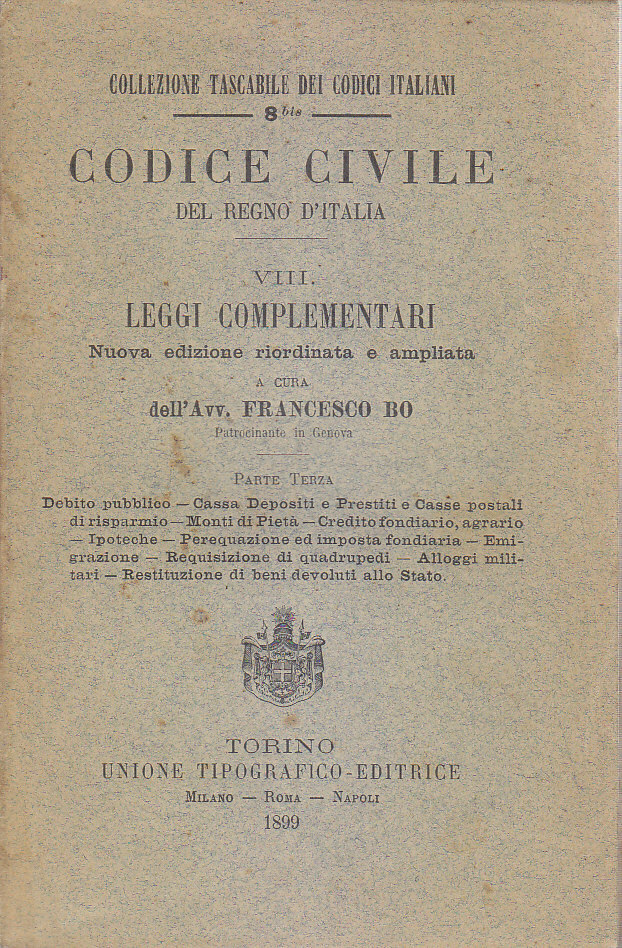 COLLEZIONE TASCABILE DEI CODICI ITALIANI
8bis
CODICE CIVILE
DEL REGNO D'ITALIA
VIII.
LEGGI COMPLEMENTARI
Nuova edizione riordinata e ampliata
A CURA
dell'Avv. FRANCESCO BO
Patrocinante in Genova
PARTE TERZA
Debito pubblico — Cassa Depositi e Prestiti e Casse postali
di risparmio — Monti di Pietà — Credito fondiario, agrario
— Ipoteche — Perequazione ed imposta fondiaria — Emi-
grazione — Requisizione di quadrupedi — Alloggi mili-
tari — Restituzione di beni devoluti allo Stato.
TORINO
UNIONE TIPOGRAFICO-EDITRICE
MILANO — ROMA — NAPOLI
1899